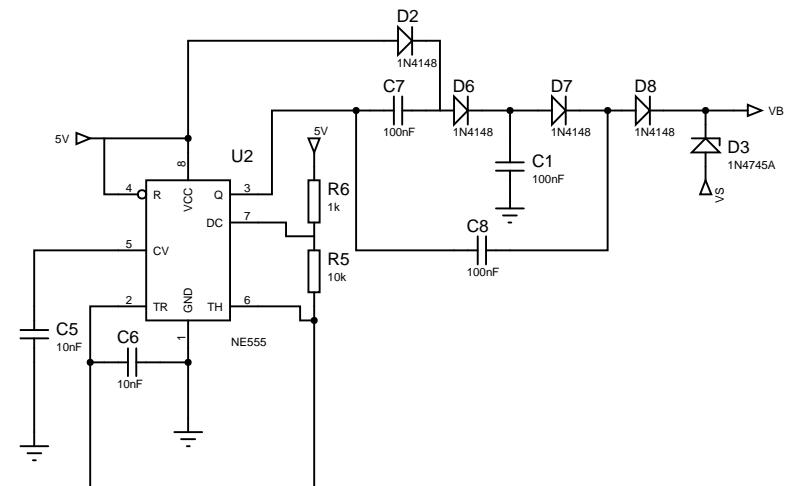 D2
1N4148
C7
100nF
D6
1N4148
D7
1N4148
D8
1N4148
VB
5V
5V
U2
8
VCC
4
R
Q
3
DC
7
R6
1k
C1
100nF
D3
1N4745A
VS
5
CV
R5
10k
C8
100nF
2
TR
GND
TH
6
1
NE555
C5
10nF
C6
10nF